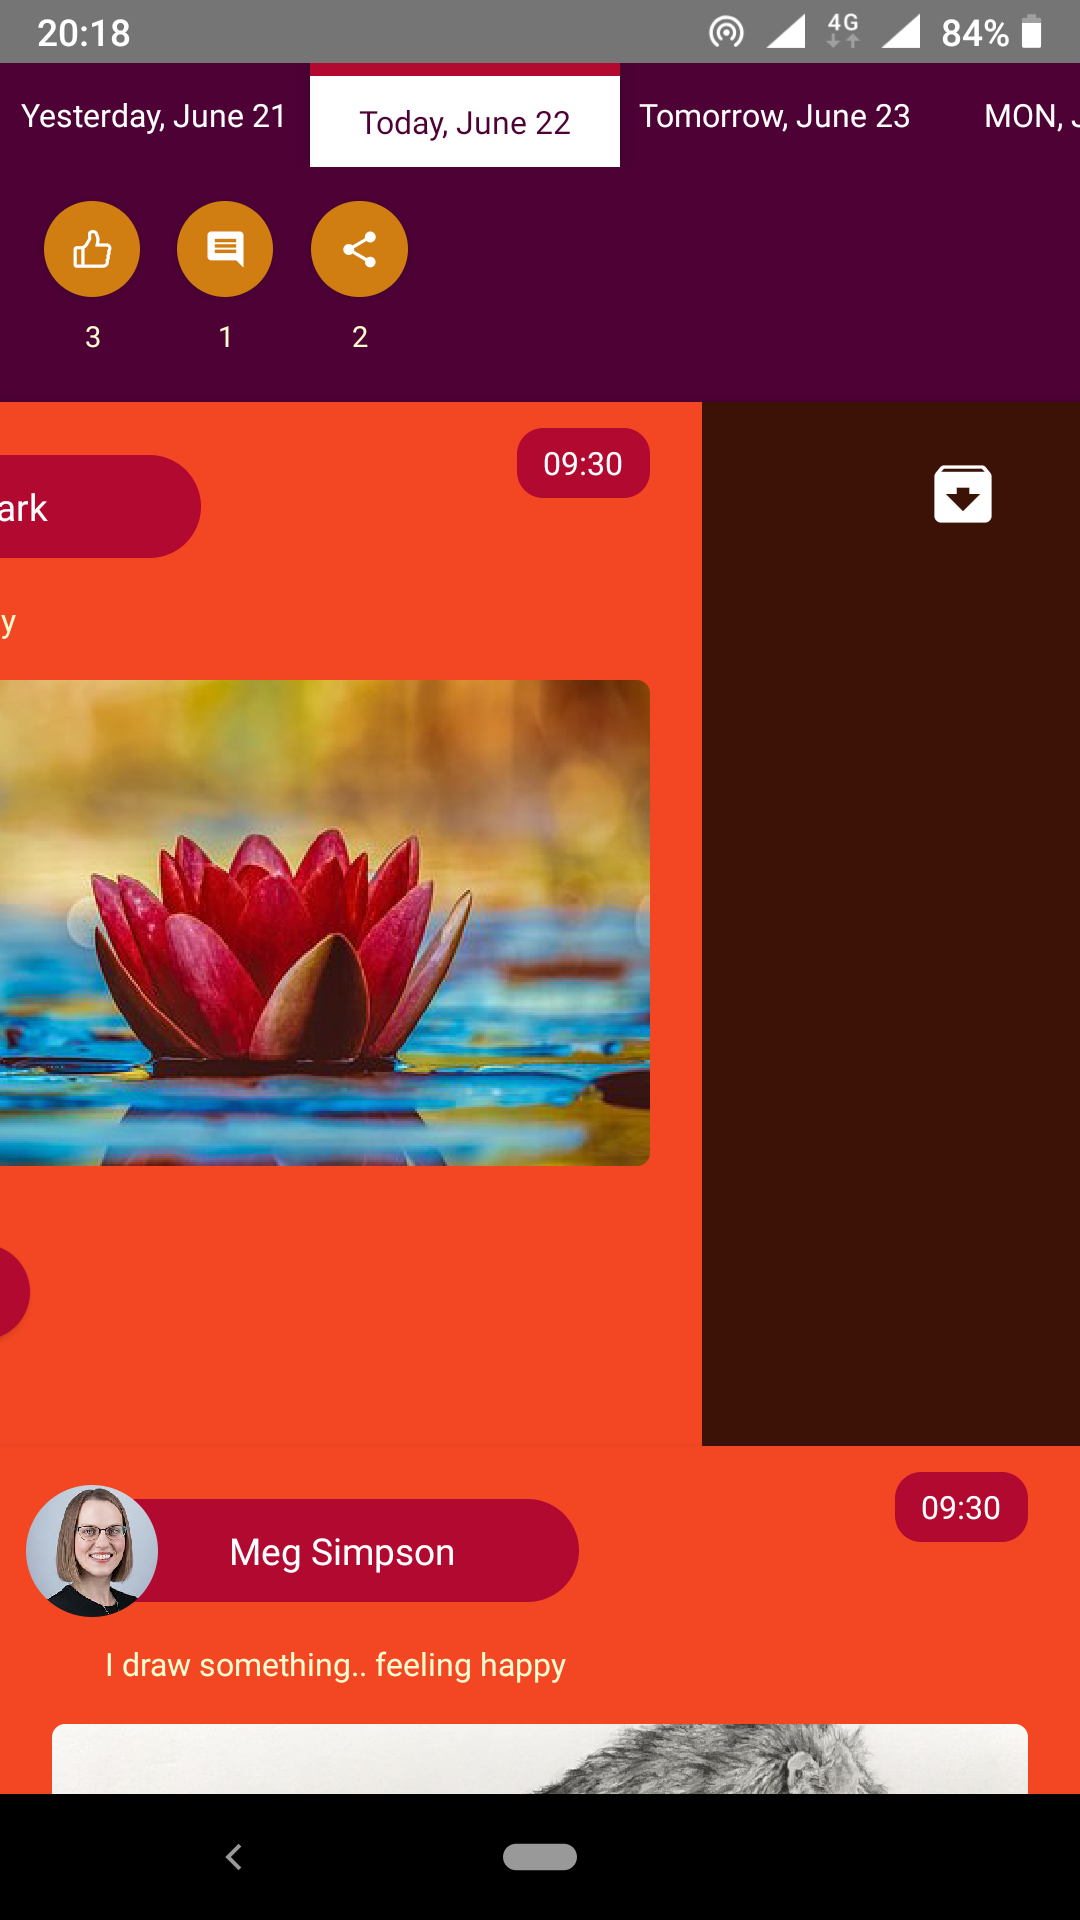 20:18
4G
84%
Yesterday, June 21
Today, June 22
Tomorrow, June 23
MON, J
3
1
2
09:30
ark
y
09:30
Meg Simpson
I draw something.. feeling happy